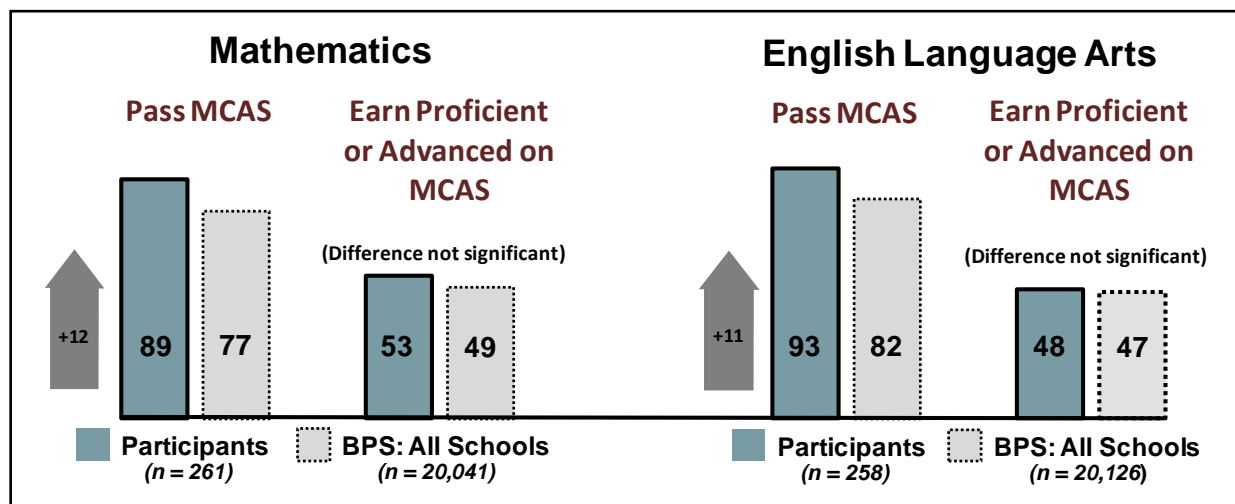 Mathematics
Pass MCAS
Earn Proficient
or Advanced on
MCAS
(Difference not significant)
+12
89
77
53
49
Participants
(n = 261)
BPS: All Schools
(n = 20,041)
English Language Arts
Pass MCAS
Earn Proficient
or Advanced on
MCAS
(Difference not significant)
+11
93
82
48
47
Participants
(n = 258)
BPS: All Schools
(n = 20,126)